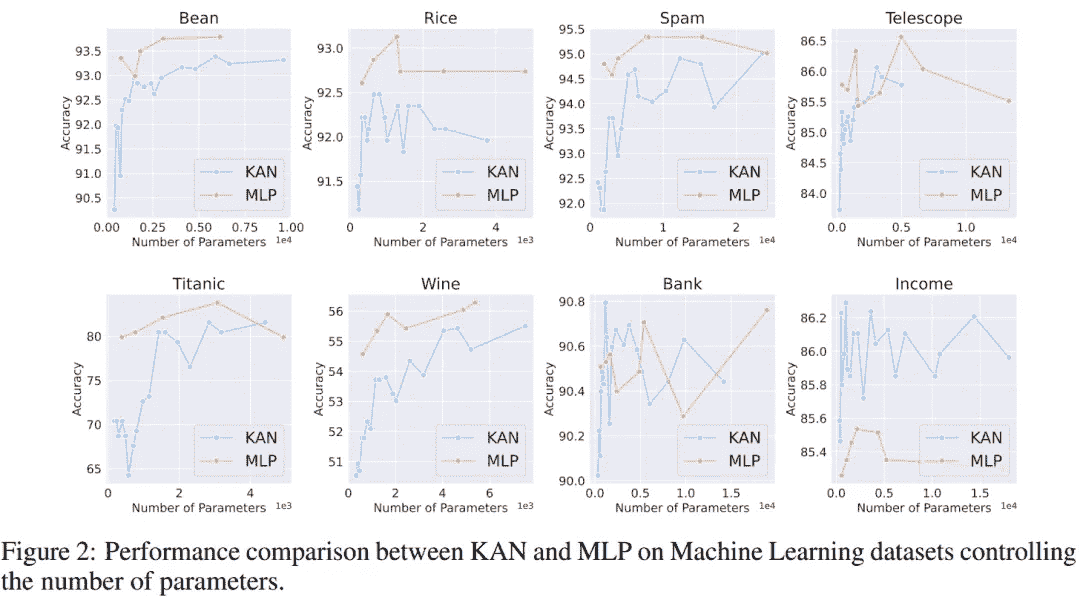 Bean
Accuracy
93.5
93.0
92.5
92.0
91.5
91.0
90.5
KAN
MLP
0.00 0.25 0.50 0.75 1.00
Number of Parameters 1e4
Rice
Accuracy
93.0
92.5
92.0
91.5
KAN
MLP
0 2 4
Number of Parameters 1e3
Spam
Accuracy
95.5
95.0
94.5
94.0
93.5
93.0
92.5
92.0
KAN
MLP
0 1 2
Number of Parameters 1e4
Telescope
Accuracy
86.5
86.0
85.5
85.0
84.5
84.0
KAN
MLP
0.0 0.5 1.0
Number of Parameters 1e4
Titanic
Accuracy
80
75
70
65
KAN
MLP
0 2 4
Number of Parameters 1e3
Wine
Accuracy
56
55
54
53
52
51
KAN
MLP
0 2 4 6
Number of Parameters 1e3
Bank
Accuracy
90.8
90.6
90.4
90.2
90.0
KAN
MLP
0.0 0.5 1.0 1.5
Number of Parameters 1e4
Income
Accuracy
86.2
86.0
85.8
85.6
85.4
KAN
MLP
0.0 0.5 1.0 1.5
Number of Parameters 1e4
Figure 2: Performance comparison between KAN and MLP on Machine Learning datasets controlling
the number of parameters.